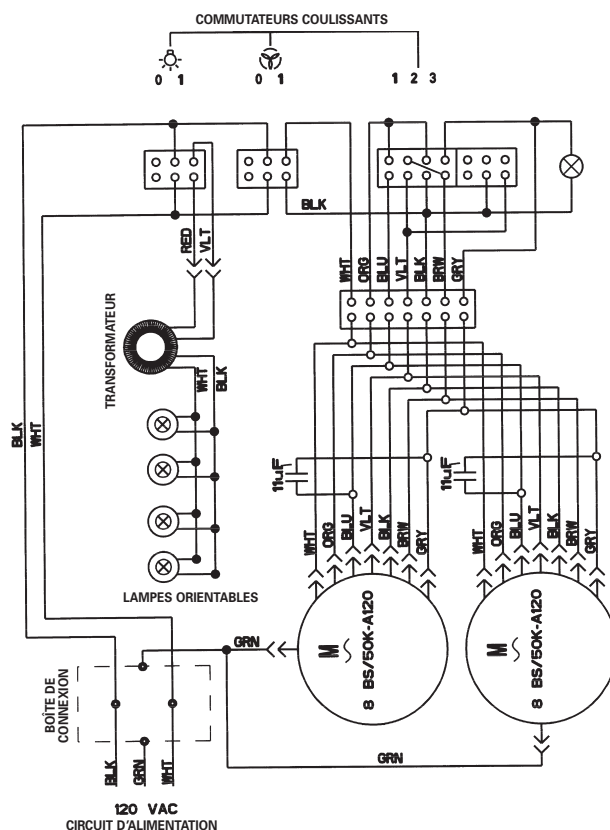 COMMUTATEURS COULISSANTS
0 1
0 1
1 2 3
BLK
RED
VLT
WHT
ORG
BLU
VLT
BLK
BRW
GRY
TRANSFORMATEUR
WHT
BLK
BLK
WHT
11uF
11uF
WHT
ORG
BLU
VLT
BLK
BRW
GRY
WHT
ORG
BLU
VLT
BLK
BRW
GRY
LAMPES ORIENTABLES
M
8 BS/50K-A120
M
8 BS/50K-A120
GRN
BOÎTE DE
CONNEXION
GRN
BLK
GRN
WHT
120 VAC
CIRCUIT D'ALIMENTATION